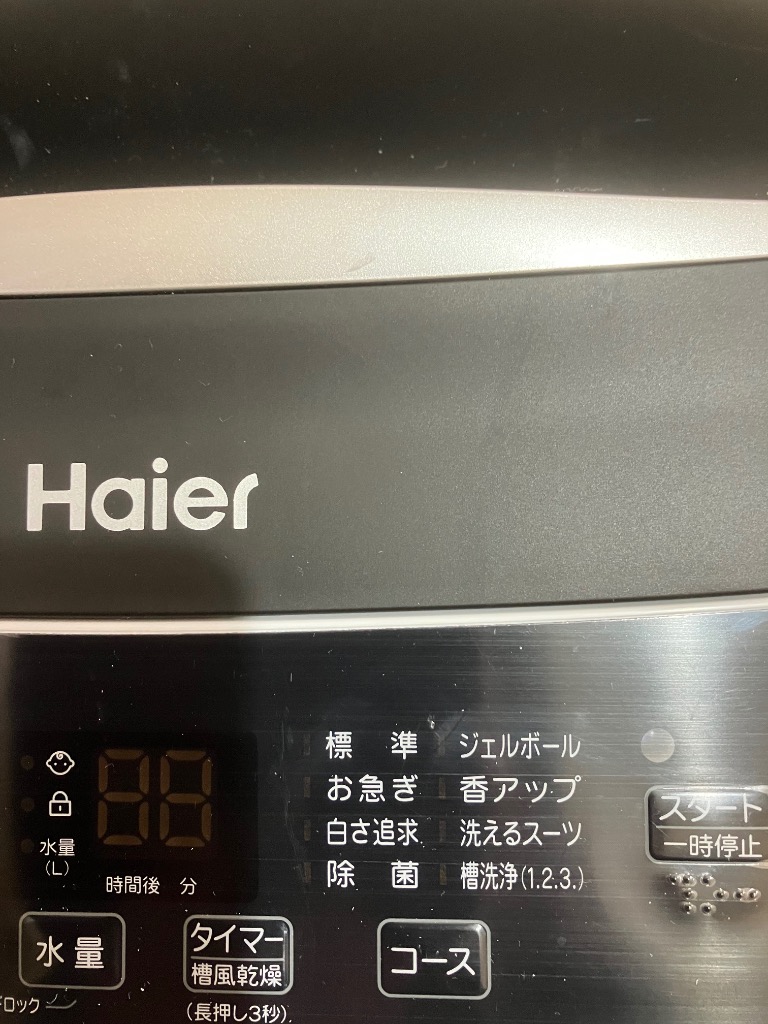 Haier
標 準 ジェルボール
お急ぎ 香アップ
白さ追求 洗えるスーツ
除 菌 槽洗浄(1.2.3.)
水量
(L)
時間後 分
スタート
一時停止
水量
タイマー
槽風乾燥
コース
(長押し3秒)
ロック